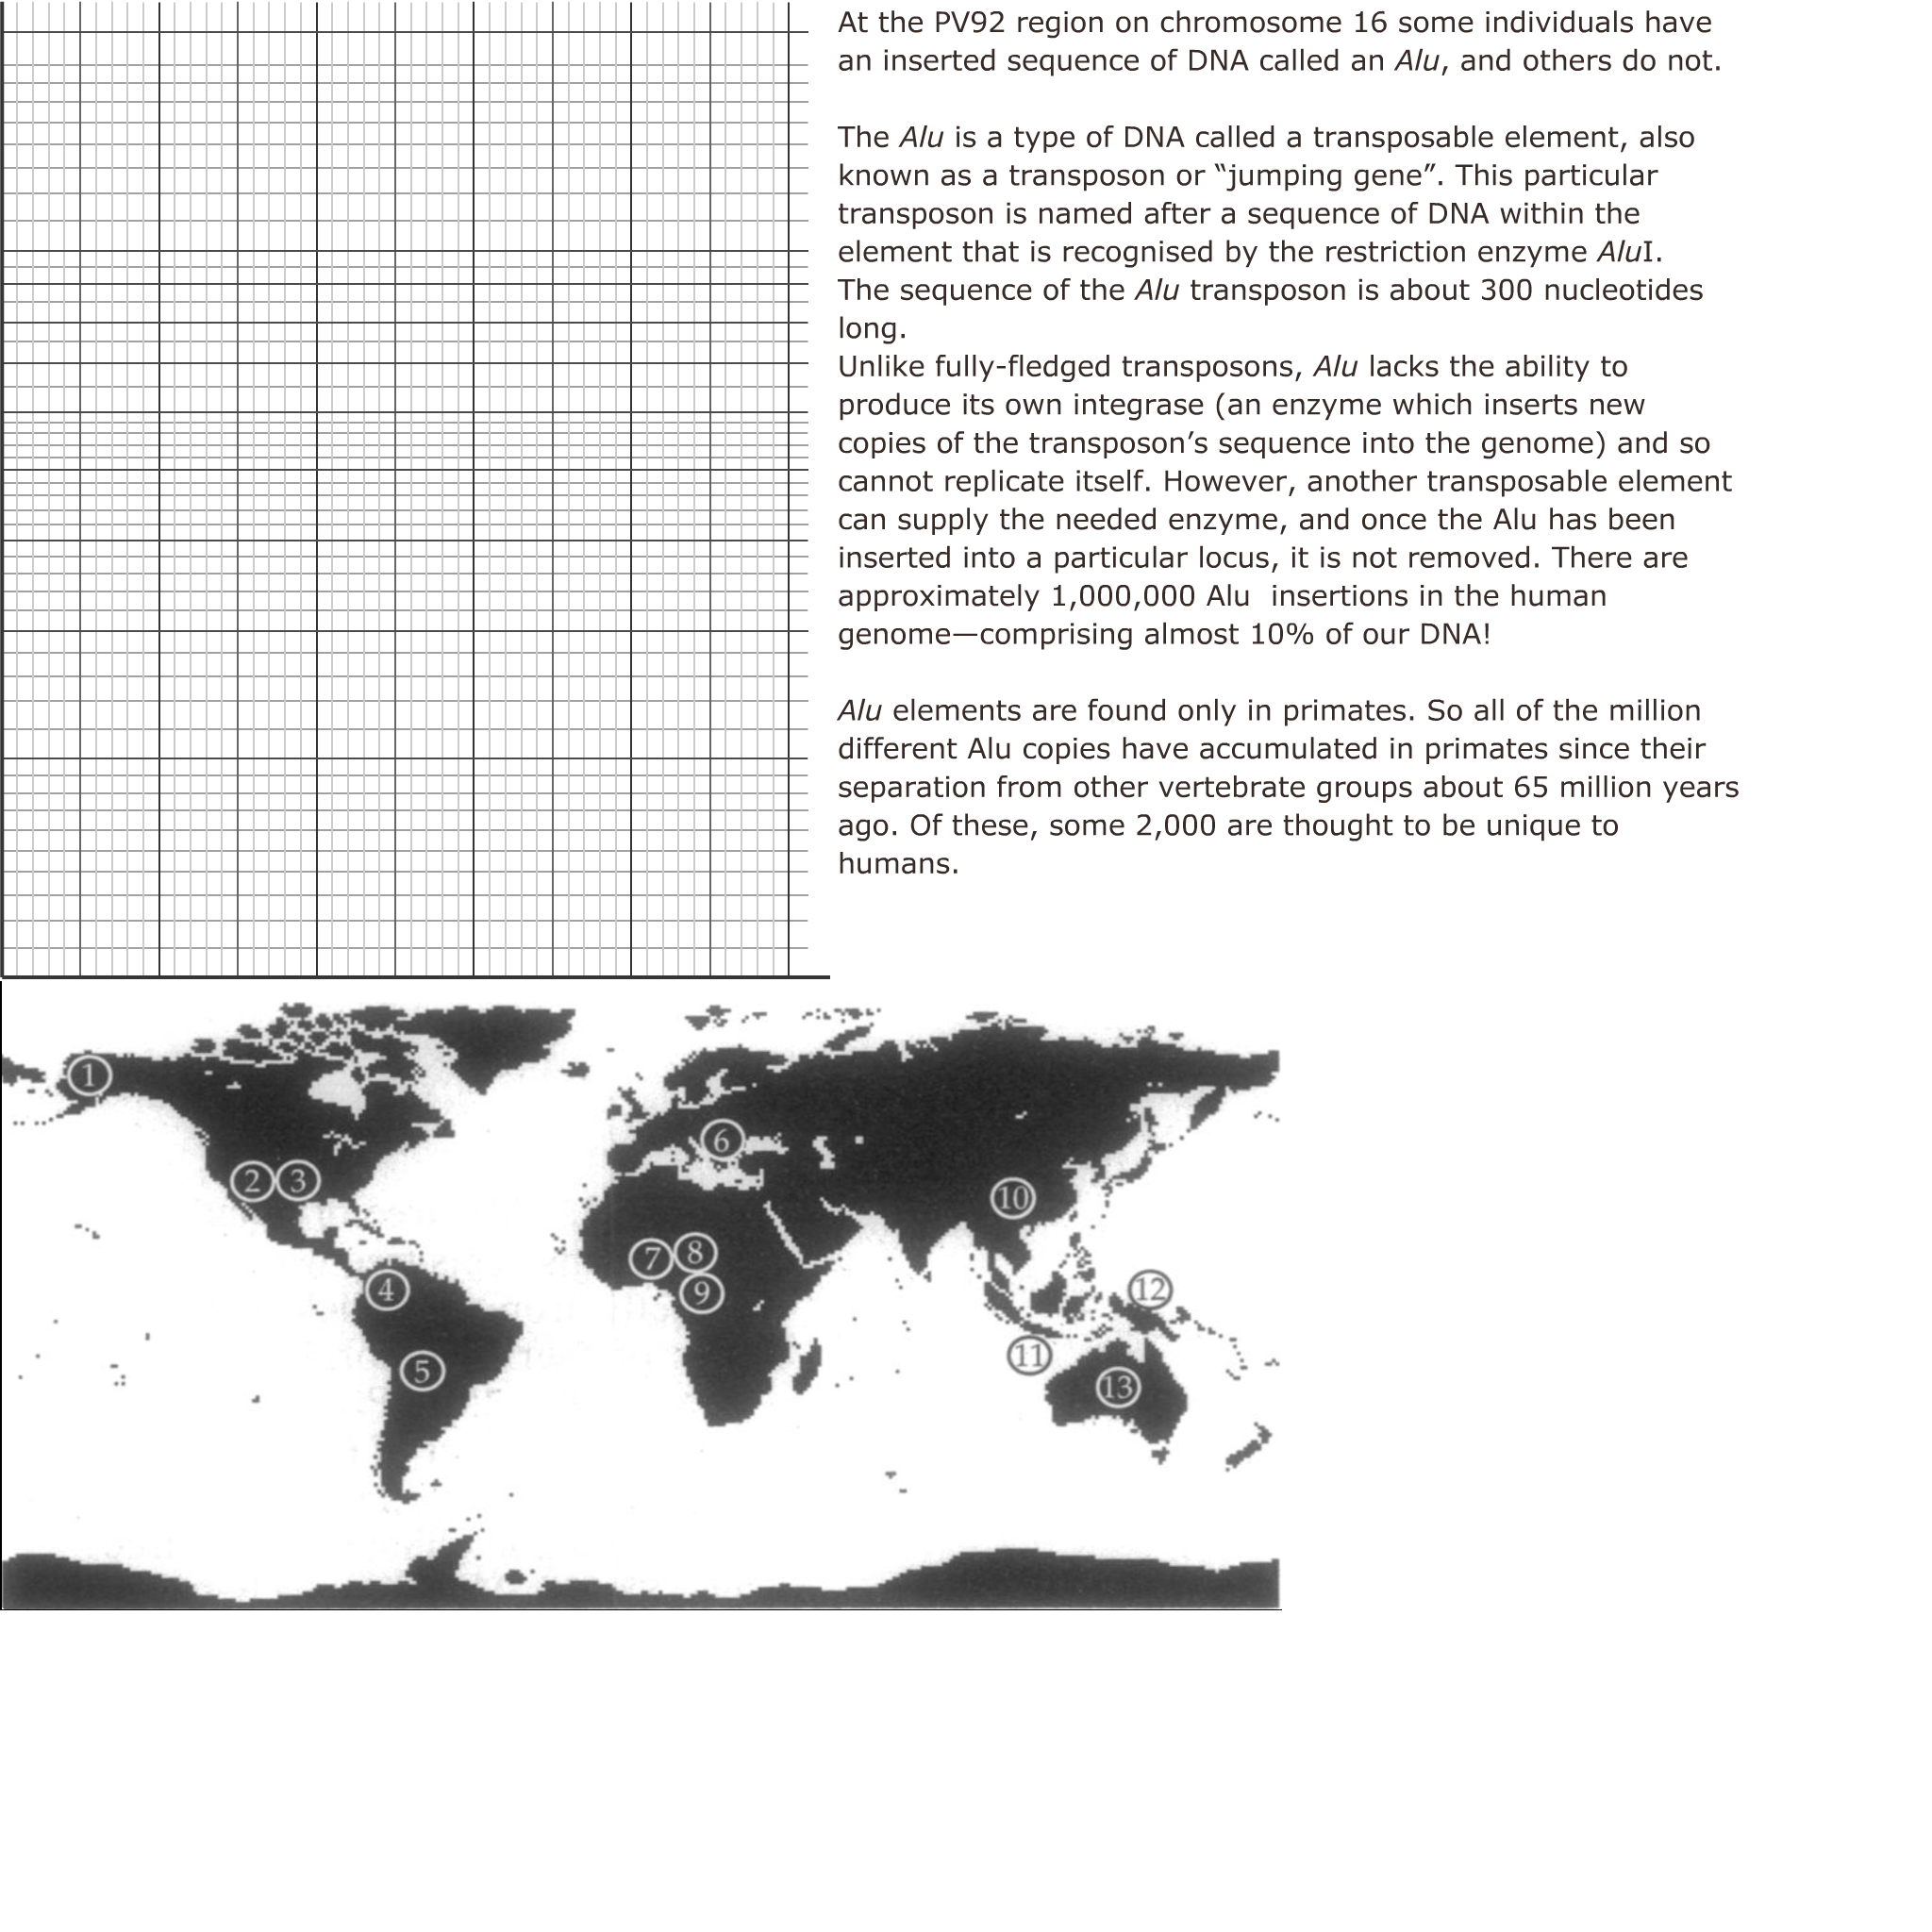 At the PV92 region on chromosome 16 some individuals have
an inserted sequence of DNA called an Alu, and others do not.
The Alu is a type of DNA called a transposable element, also
known as a transposon or “jumping gene”. This particular
transposon is named after a sequence of DNA within the
element that is recognised by the restriction enzyme AluI.
The sequence of the Alu transposon is about 300 nucleotides
long.
Unlike fully-fledged transposons, Alu lacks the ability to
produce its own integrase (an enzyme which inserts new
copies of the transposon’s sequence into the genome) and so
cannot replicate itself. However, another transposable element
can supply the needed enzyme, and once the Alu has been
inserted into a particular locus, it is not removed. There are
approximately 1,000,000 Alu  insertions in the human
genome—comprising almost 10% of our DNA!
Alu elements are found only in primates. So all of the million
different Alu copies have accumulated in primates since their
separation from other vertebrate groups about 65 million years
ago. Of these, some 2,000 are thought to be unique to
humans.
1
2
3
4
5
6
7
8
9
10
11
12
13